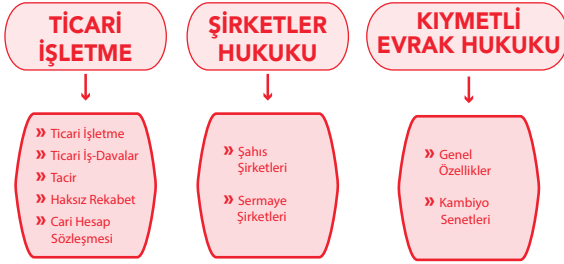 TİCARİ
İŞLETME
» Ticari İşletme
» Ticari İş-Davalar
» Tacir
» Haksız Rekabet
» Cari Hesap
Sözleşmesi
ŞİRKETLER
HUKUKU
» Şahıs
Şirketleri
» Sermaye
Şirketleri
KIYMETLİ
EVRAK HUKUKU
» Genel
Özellikler
» Kambiyo
Senetleri